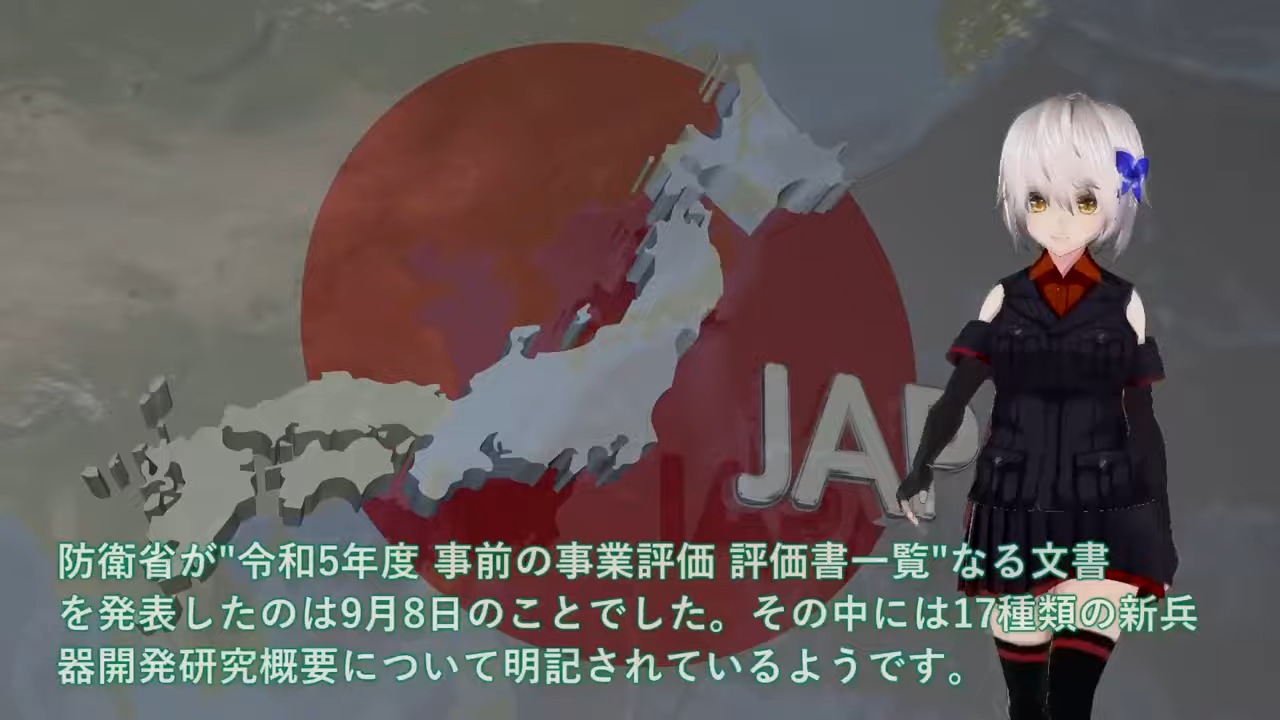 JAP
防衛省が"令和5年度 事前の事業評価 評価書一覧"なる文書
を発表したのは9月8日のことでした。その中には17種類の新兵
器開発研究概要について明記されているようです。